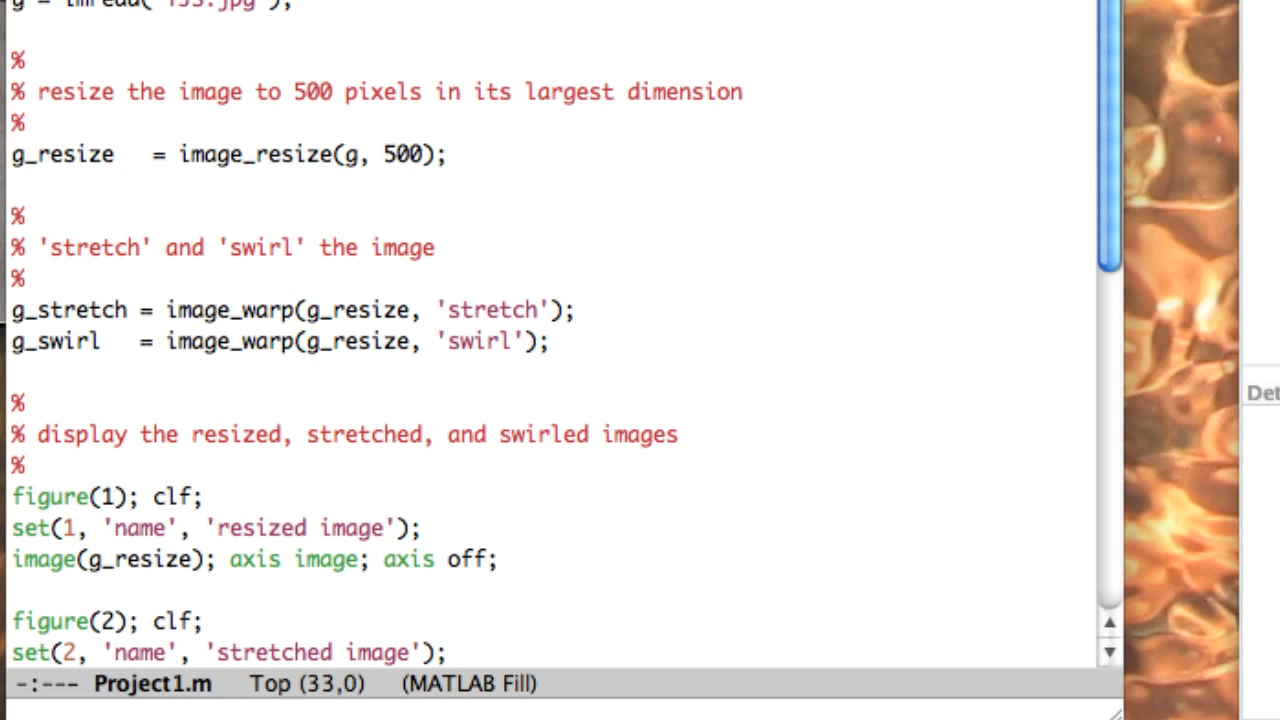 %
% resize the image to 500 pixels in its largest dimension
%
g_resize   = image_resize(g, 500);
%
% 'stretch' and 'swirl' the image
%
g_stretch = image_warp(g_resize, 'stretch');
g_swirl   = image_warp(g_resize, 'swirl');
%
% display the resized, stretched, and swirled images
%
figure(1); clf;
set(1, 'name', 'resized image');
image(g_resize); axis image; axis off;
figure(2); clf;
set(2, 'name', 'stretched image');
-:--- Project1.m   Top (33,0)   (MATLAB Fill)
Det